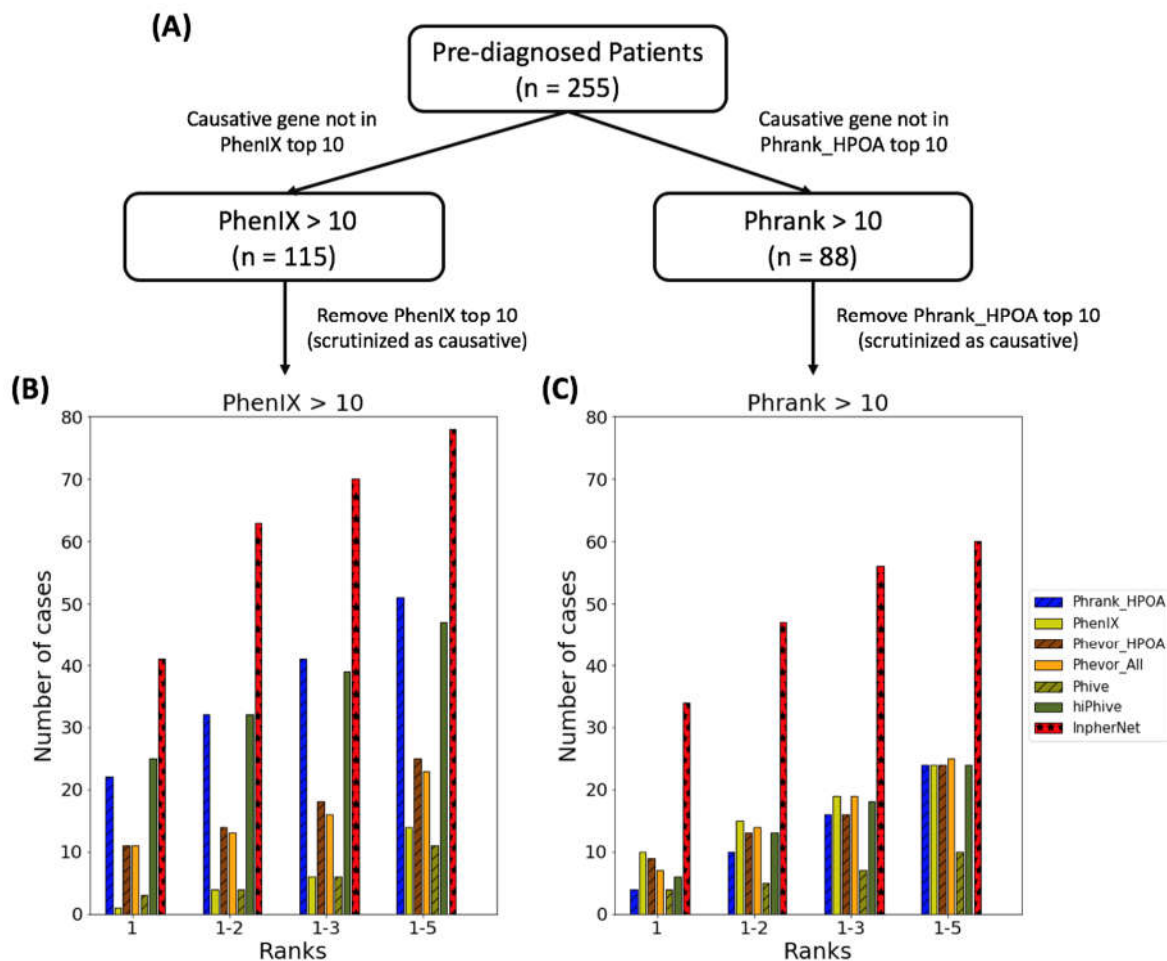 (A)
Pre-diagnosed Patients
(n = 255)
Causative gene not in
PhenIX top 10
Causative gene not in
Phrank_HPOA top 10
PhenIX > 10
(n = 115)
Phrank > 10
(n = 88)
Remove PhenIX top 10
(scrutinized as causative)
Remove Phrank_HPOA top 10
(scrutinized as causative)
(B)
PhenIX > 10
80
70
60
50
40
30
20
10
0
Number of cases
1
1-2
1-3
1-5
Ranks
(C)
Phrank > 10
80
70
60
50
40
30
20
10
0
Number of cases
1
1-2
1-3
1-5
Ranks
Phrank_HPOA
PhenIX
Phevor_HPOA
Phevor_All
Phive
hiPhive
InpherNet